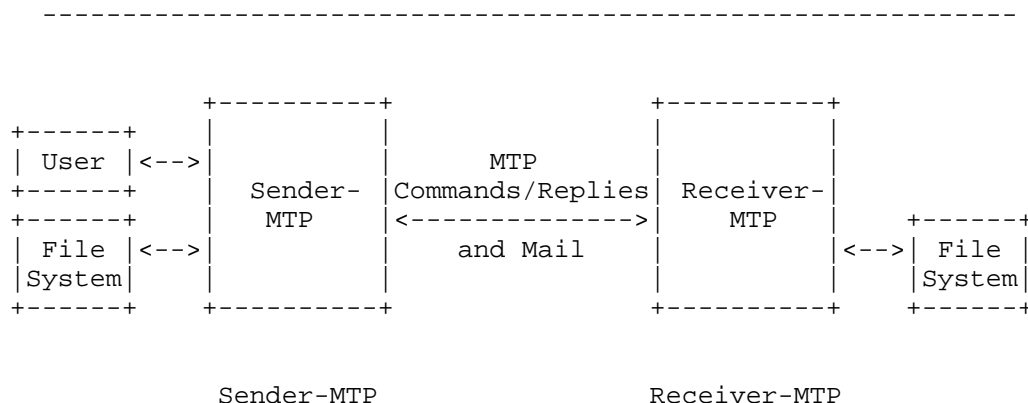 -------------------------------------------------------------
            +----------+                 +----------+
+------+    |          |                 |          |
| User |<-->|          |       MTP       |          |
+------+    |  Sender- |Commands/Replies| Receiver-|
+------+    |   MTP    |<--------------->|    MTP   |    +------+
| File |<-->|          |    and Mail     |          |<-->| File |
|System|    |          |                 |          |    |System|
+------+    +----------+                 +----------+    +------+
Sender-MTP                 Receiver-MTP